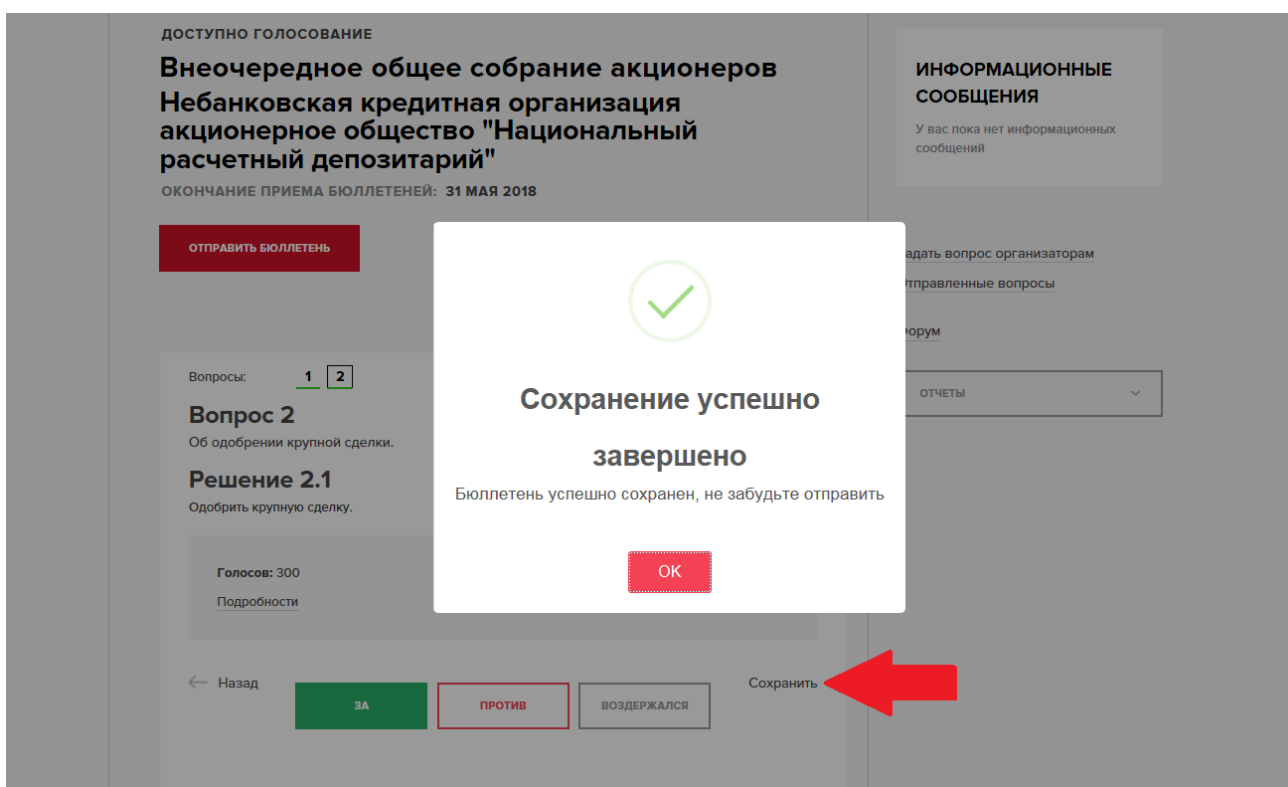 ДОСТУПНО ГОЛОСОВАНИЕ
Внеочередное общее собрание акционеров
Небанковская кредитная организация
акционерное общество "Национальный
расчетный депозитарий"
ОКОНЧАНИЕ ПРИЕМА БЮЛЛЕТЕНЕЙ: 31 МАЯ 2018
ОТПРАВИТЬ БЮЛЛЕТЕНЬ
Вопросы: 1 2
Вопрос 2
Об одобрении крупной сделки.
Решение 2.1
Одобрить крупную сделку.
Голосов: 300
Подробности
Назад
ЗА
ПРОТИВ
ВОЗДЕРЖАЛСЯ
Сохранить
Сохранение успешно
завершено
Бюллетень успешно сохранен, не забудьте отправить
OK
ИНФОРМАЦИОННЫЕ
СООБЩЕНИЯ
У вас пока нет информационных
сообщений
адать вопрос организаторам
тправленные вопросы
орум
ОТЧЕТЫ